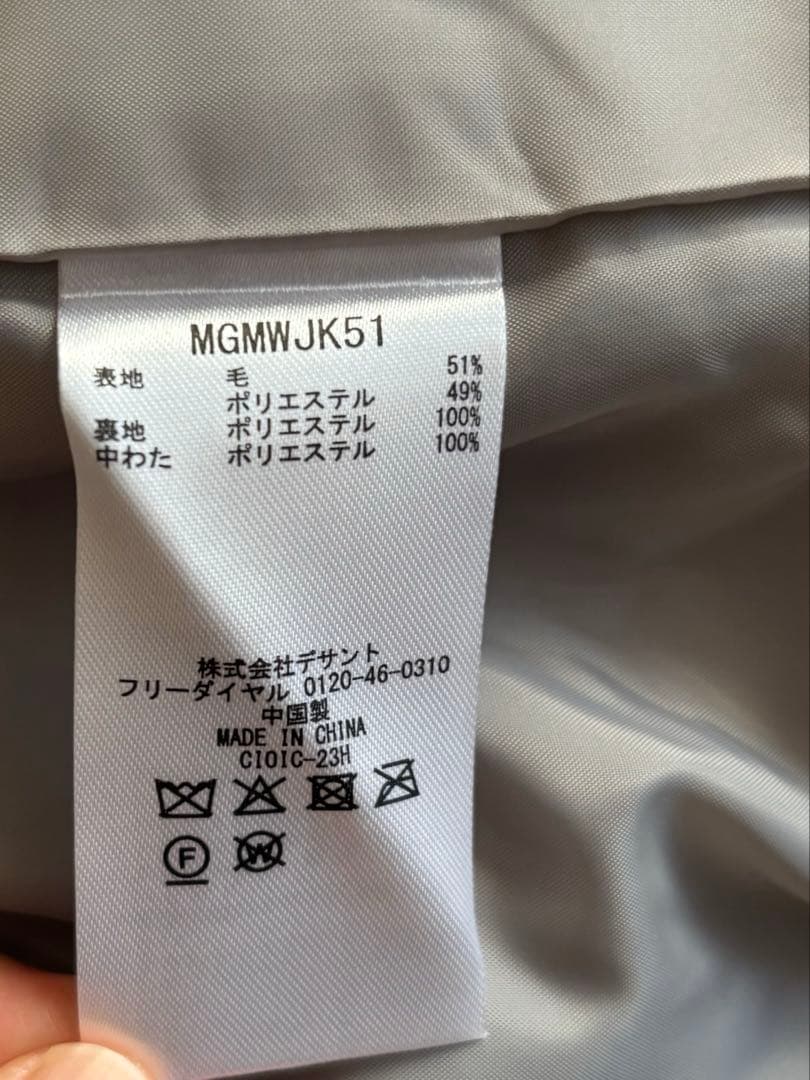 MGMWJK51
表地 毛 51%
ポリエステル 49%
裏地 ポリエステル 100%
中わた ポリエステル 100%
株式会社デサント
フリーダイヤル 0120-46-0310
中国製
MADE IN CHINA
CIOIC-23H
F W